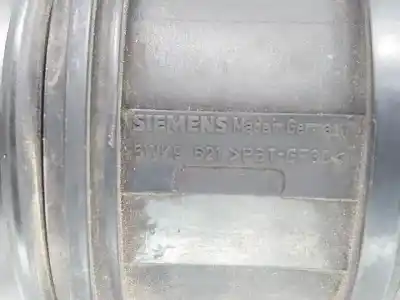 SIEMENS Made in Germany
5WK9 621 >PBT-GF30<